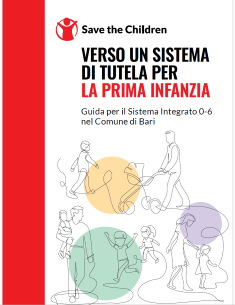 Save the Children
VERSO UN SISTEMA
DI TUTELA PER
LA PRIMA INFANZIA
Guida per il Sistema Integrato 0-6
nel Comune di Bari